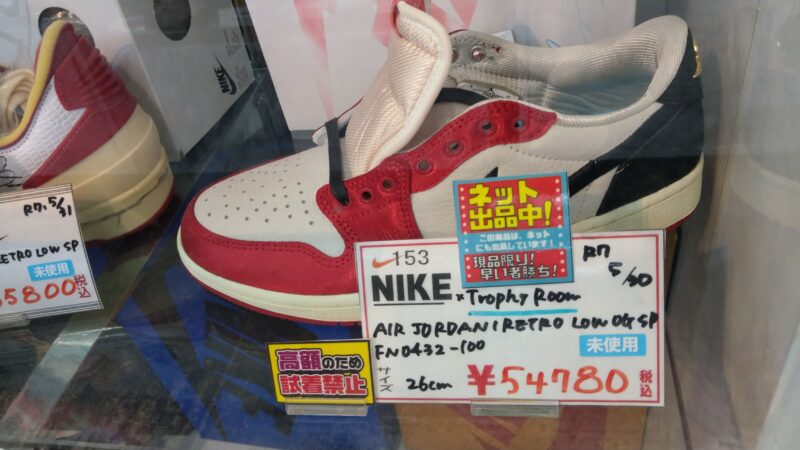 NIKE
R7. 5/31
RETRO LOW SP
未使用
5800 税込
ネット
出品中!
この商品は、ネット
にも出品しています!
現品限り!
早い者勝ち!
153
R7 5/30
NIKE × Trophy Room
AIR JORDAN 1 RETRO LOW OG SP
FN0432-100
未使用
サイズ 26cm ¥54780 税込
高額のため
試着禁止